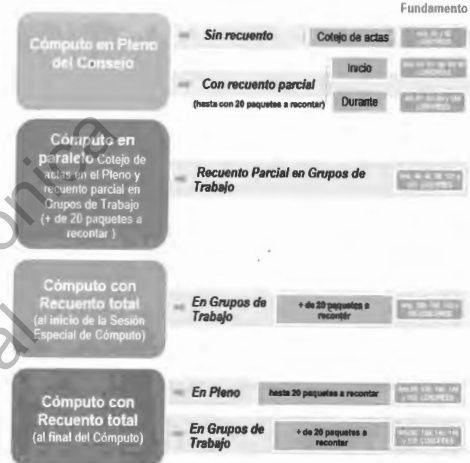 Fundamento
Cómputo en Pleno
del Consejo
Sin recuento
Cotejo de actas
Con recuento parcial
(hasta con 20 paquetes a recontar)
Inicio
Durante
Cómputo en
paralelo Cotejo de
actas en el Pleno y
recuento parcial en
Grupos de Trabajo
(+ de 20 paquetes a
recontar )
Recuento Parcial en Grupos de
Trabajo
Cómputo con
Recuento total
(al inicio de la Sesión
Especial de Cómputo)
En Grupos de
Trabajo
+ de 20 paquetes a
recontar
Cómputo con
Recuento total
(al final del Cómputo)
En Pleno
hasta 20 paquetes a recontar
En Grupos de
Trabajo
+ de 20 paquetes a
recontar